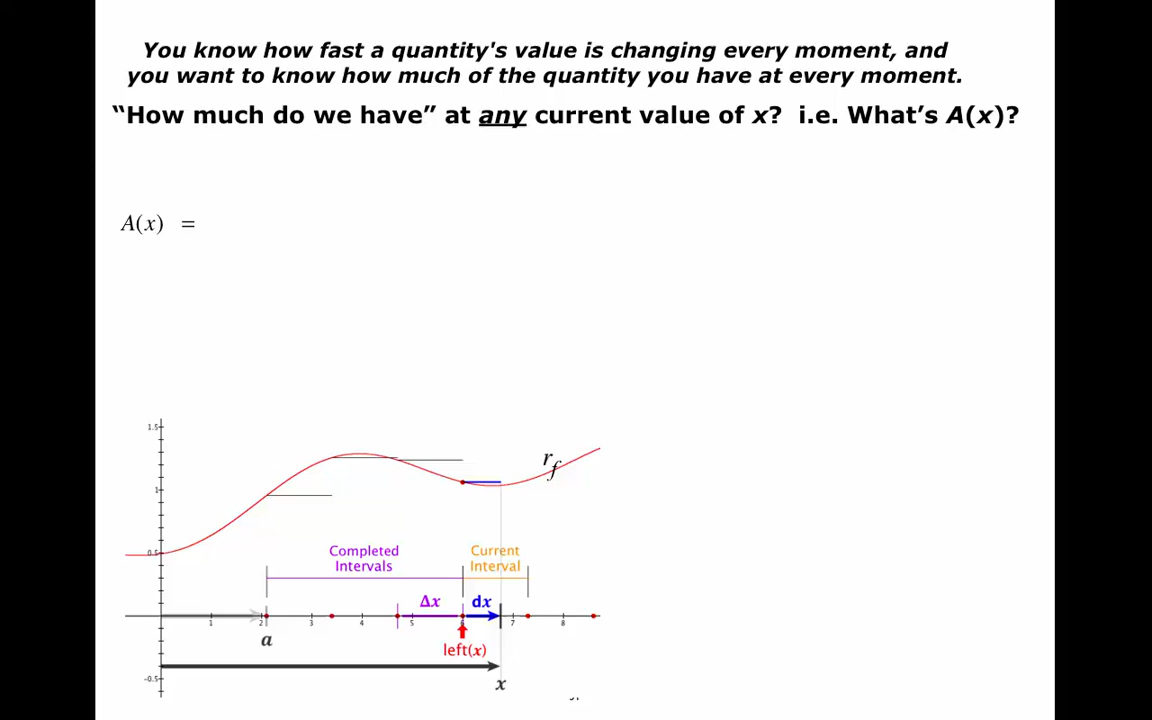 You know how fast a quantity's value is changing every moment, and
you want to know how much of the quantity you have at every moment.
“How much do we have” at any current value of x? i.e. What’s A(x)?
A(x) =
1.5
r_f
1
0.5
Completed Intervals
Current Interval
Δx
dx
1 2 3 4 5 6 7 8
a
left(x)
-0.5
x